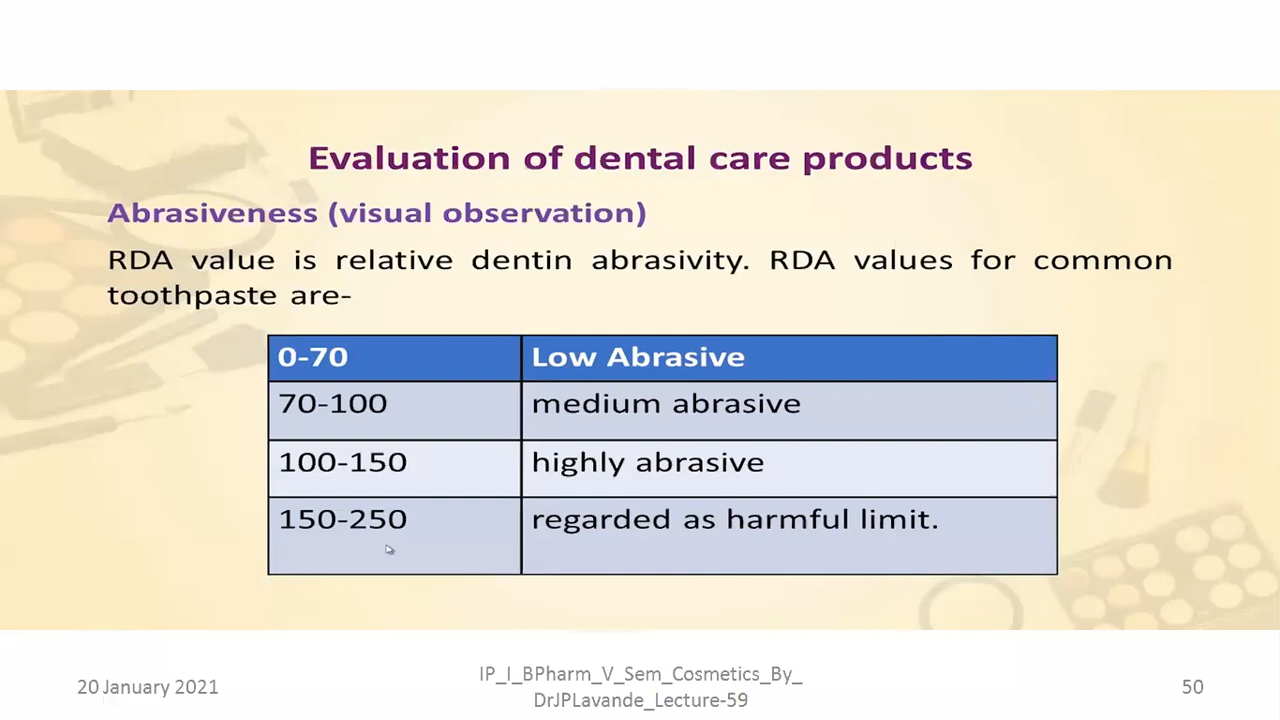 Evaluation of dental care products
Abrasiveness (visual observation)
RDA value is relative dentin abrasivity. RDA values for common
toothpaste are-
0-70 Low Abrasive
70-100 medium abrasive
100-150 highly abrasive
150-250 regarded as harmful limit.
20 January 2021
IP_I_BPharm_V_Sem_Cosmetics_By_
DrJPLavande_Lecture-59
50